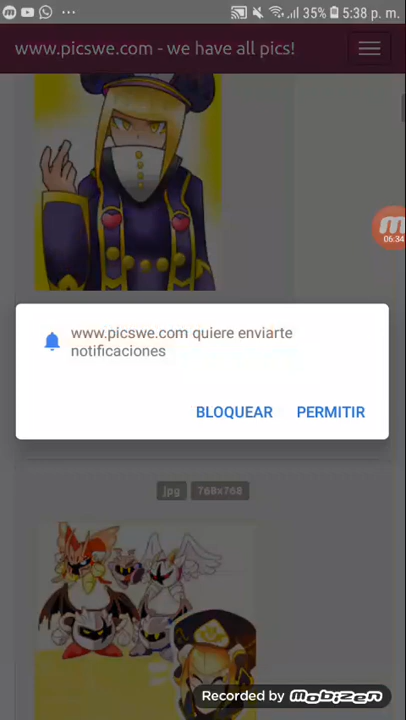 35% 5:38 p. m.
www.picswe.com - we have all pics!
06:34
www.picswe.com quiere enviarte
notificaciones
BLOQUEAR PERMITIR
jpg 768x768
Recorded by MOBIZEN